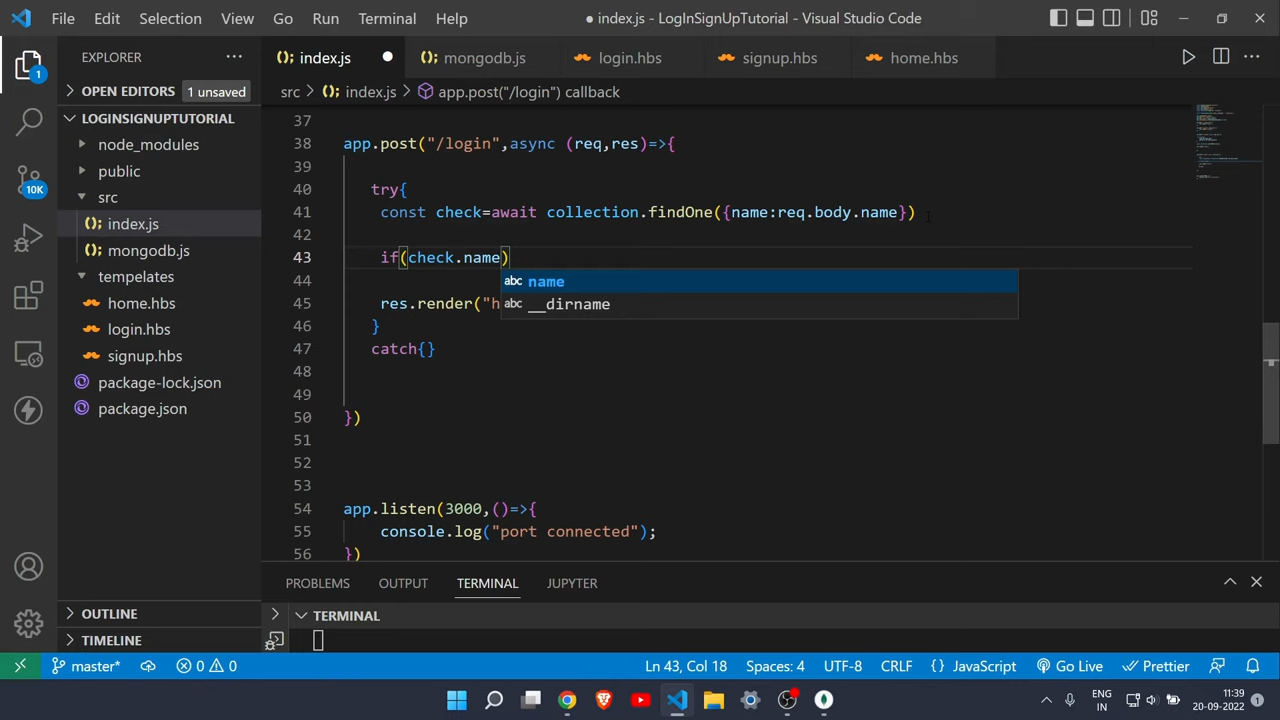 File Edit Selection View Go Run Terminal Help ● index.js - LogInSignUpTutorial - Visual Studio Code
EXPLORER ··· index.js mongodb.js login.hbs signup.hbs home.hbs
OPEN EDITORS 1 unsaved
src > index.js > app.post("/login") callback
LOGINSIGNUPTUTORIAL
node_modules
public
src
index.js
mongodb.js
tempelates
home.hbs
login.hbs
signup.hbs
package-lock.json
package.json
OUTLINE
TIMELINE
1
10K
37
38 app.post("/login",async (req,res)=>{
39
40 try{
41 const check=await collection.findOne({name:req.body.name})
42
43 if(check.name)
abc name
44
abc __dirname
45 res.render("h
46 }
47 catch{}
48
49
50 })
51
52
53
54 app.listen(3000,()=>{
55 console.log("port connected");
56 })
PROBLEMS OUTPUT TERMINAL JUPYTER
TERMINAL
master* 0 0 Ln 43, Col 18 Spaces: 4 UTF-8 CRLF {} JavaScript Go Live Prettier
ENG
IN
11:39
20-09-2022
1